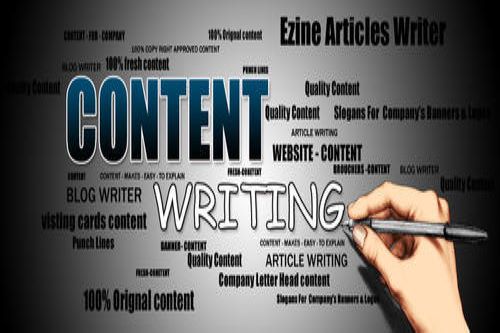 CONTENT - FOR - COMPANY
100% Orignal content
Ezine Articles Writer
100% COPY RIGHT APPROVED CONTENT
BLOG WRITER
100% fresh content
PUNCH LINES
Quality Content
Quality Content
CONTENT
Quality Content
Slogans For Company's Banners & Logo
ARTICLE WRITING
WEBSITE - CONTENT
CONTENT
CONTENT - MAKES - EASY - TO EXPLAIN
FRESH-CONTENT
BROUCHERS-CONTENT
BLOG WRITER
Quality
BLOG WRITER
WRITING
visting cards content
Punch Lines
BANNER- CONTENT
CONTENT - MAKES - EASY - TO EXPLAIN
Quality Content
ARTICLE WRITING
FRESH-CONTENT
Company Letter Head content
100% Orignal content
Slogans For Company's Banners & Logo